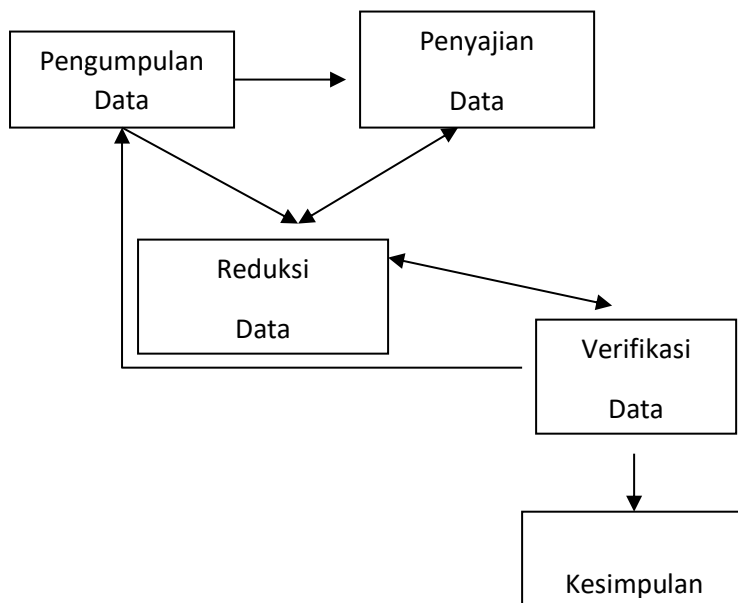 Pengumpulan
Data
Penyajian
Data
Reduksi
Data
Verifikasi
Data
Kesimpulan